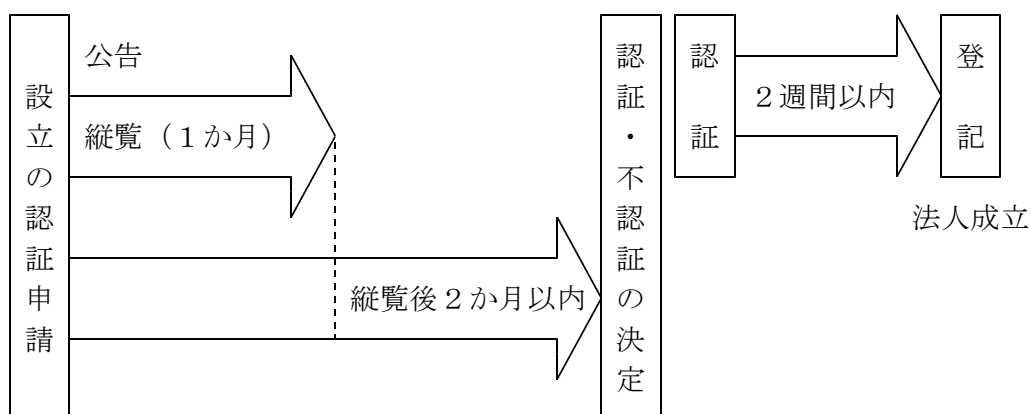 設立の認証申請
公告
縦覧（１か月）
縦覧後２か月以内
認証・不認証の決定
認証
２週間以内
登記
法人成立